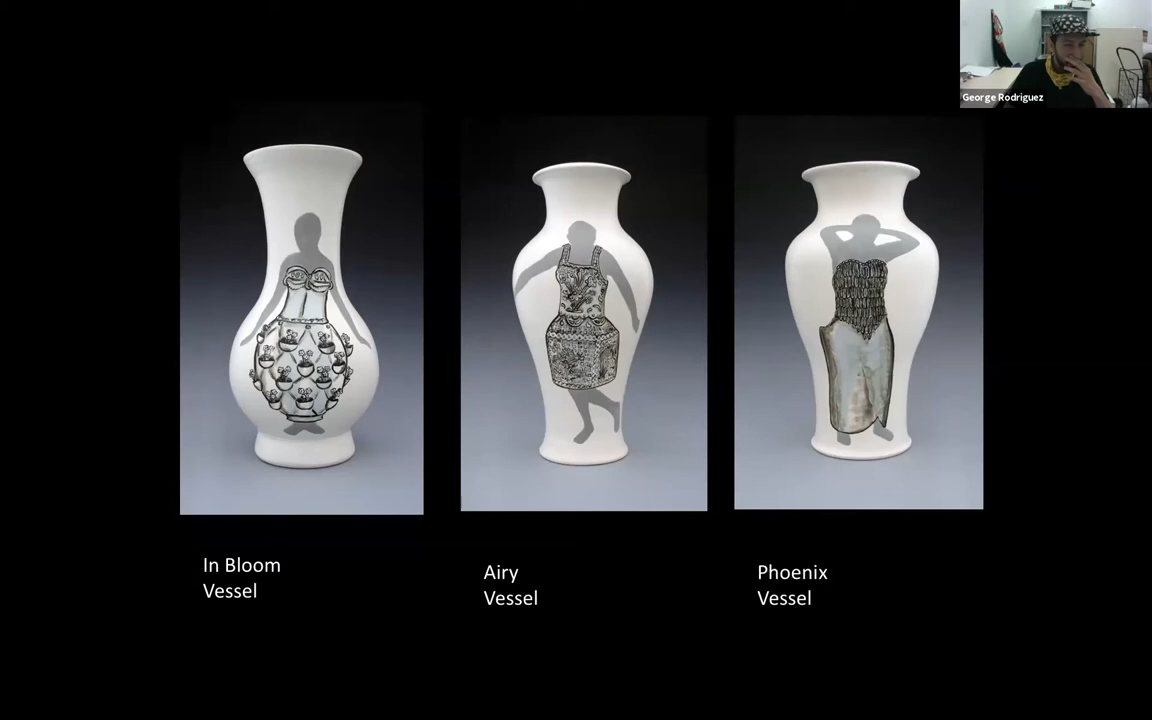 George Rodriguez
In Bloom
Vessel
Airy
Vessel
Phoenix
Vessel